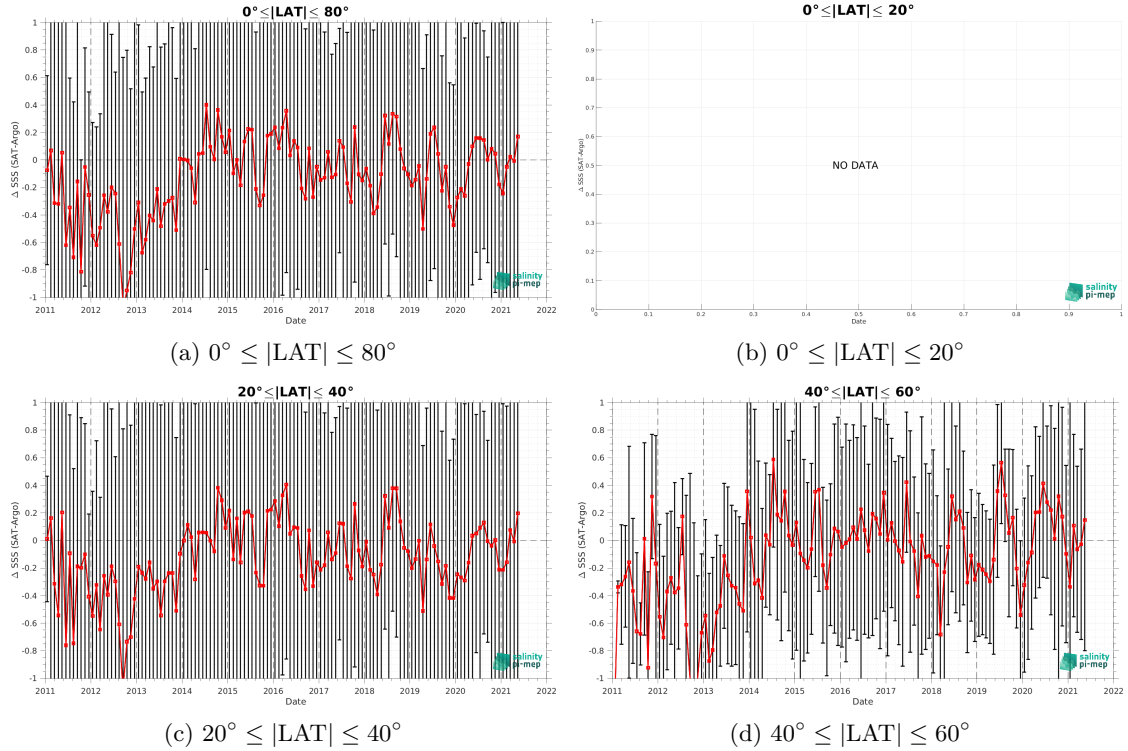 0°≤|LAT|≤ 80°
Δ SSS (SAT-Argo)
1
0.8
0.6
0.4
0.2
0
-0.2
-0.4
-0.6
-0.8
-1
2011 2012 2013 2014 2015 2016 2017 2018 2019 2020 2021 2022
Date
salinity
pi-mep
(a) 0° ≤ |LAT| ≤ 80°
0°≤|LAT|≤ 20°
Δ SSS (SAT-Argo)
1
0.9
0.8
0.7
0.6
0.5
0.4
0.3
0.2
0.1
0
NO DATA
0 0.1 0.2 0.3 0.4 0.5 0.6 0.7 0.8 0.9 1
Date
salinity
pi-mep
(b) 0° ≤ |LAT| ≤ 20°
20°≤|LAT|≤ 40°
Δ SSS (SAT-Argo)
1
0.8
0.6
0.4
0.2
0
-0.2
-0.4
-0.6
-0.8
-1
2011 2012 2013 2014 2015 2016 2017 2018 2019 2020 2021 2022
Date
salinity
pi-mep
(c) 20° ≤ |LAT| ≤ 40°
40°≤|LAT|≤ 60°
Δ SSS (SAT-Argo)
1
0.8
0.6
0.4
0.2
0
-0.2
-0.4
-0.6
-0.8
-1
2011 2012 2013 2014 2015 2016 2017 2018 2019 2020 2021 2022
Date
salinity
pi-mep
(d) 40° ≤ |LAT| ≤ 60°